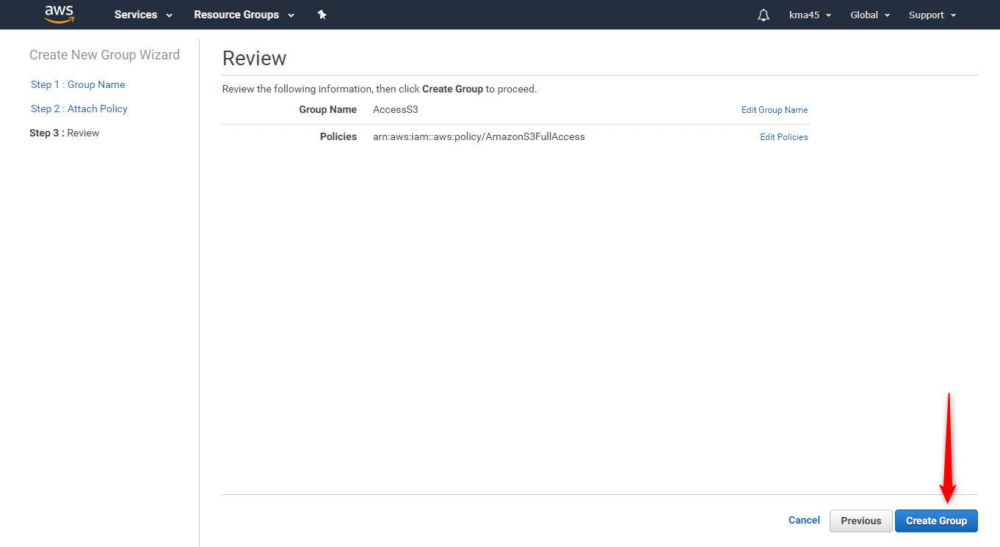 aws Services Resource Groups kma45 Global Support
Create New Group Wizard
Step 1 : Group Name
Step 2 : Attach Policy
Step 3 : Review
Review
Review the following information, then click Create Group to proceed.
Group Name AccessS3 Edit Group Name
Policies arn:aws:iam::aws:policy/AmazonS3FullAccess Edit Policies
Cancel Previous Create Group